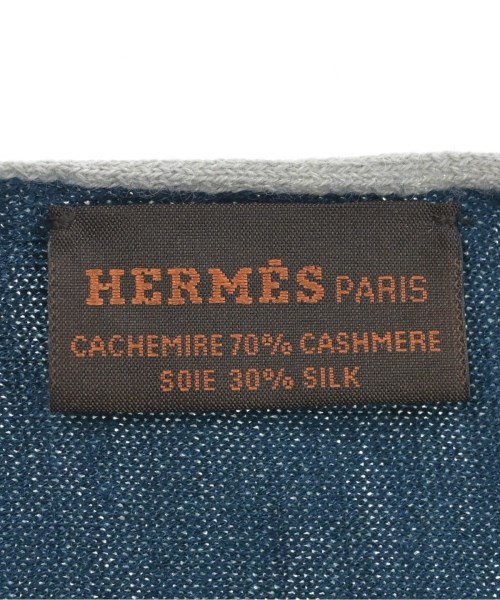 HERMÈS PARIS
CACHEMIRE 70% CASHMERE
SOIE 30% SILK